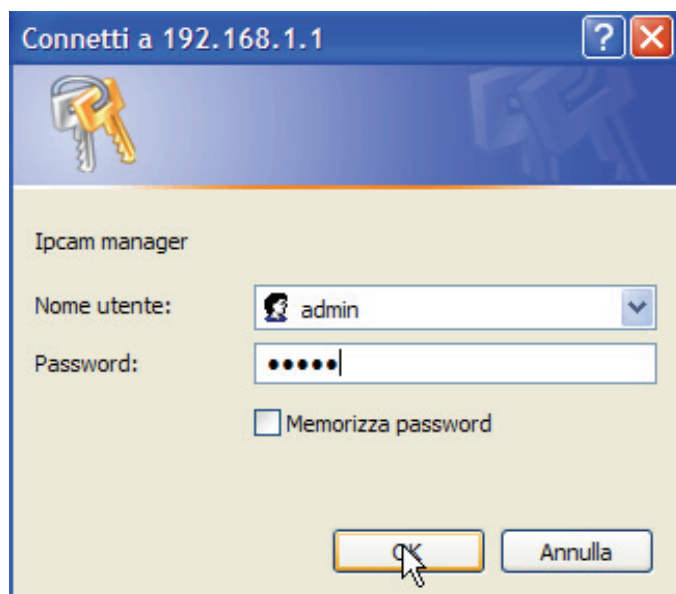 Connetti a 192.168.1.1
Ipcam manager
Nome utente: admin
Password: •••••
Memorizza password
OK Annulla